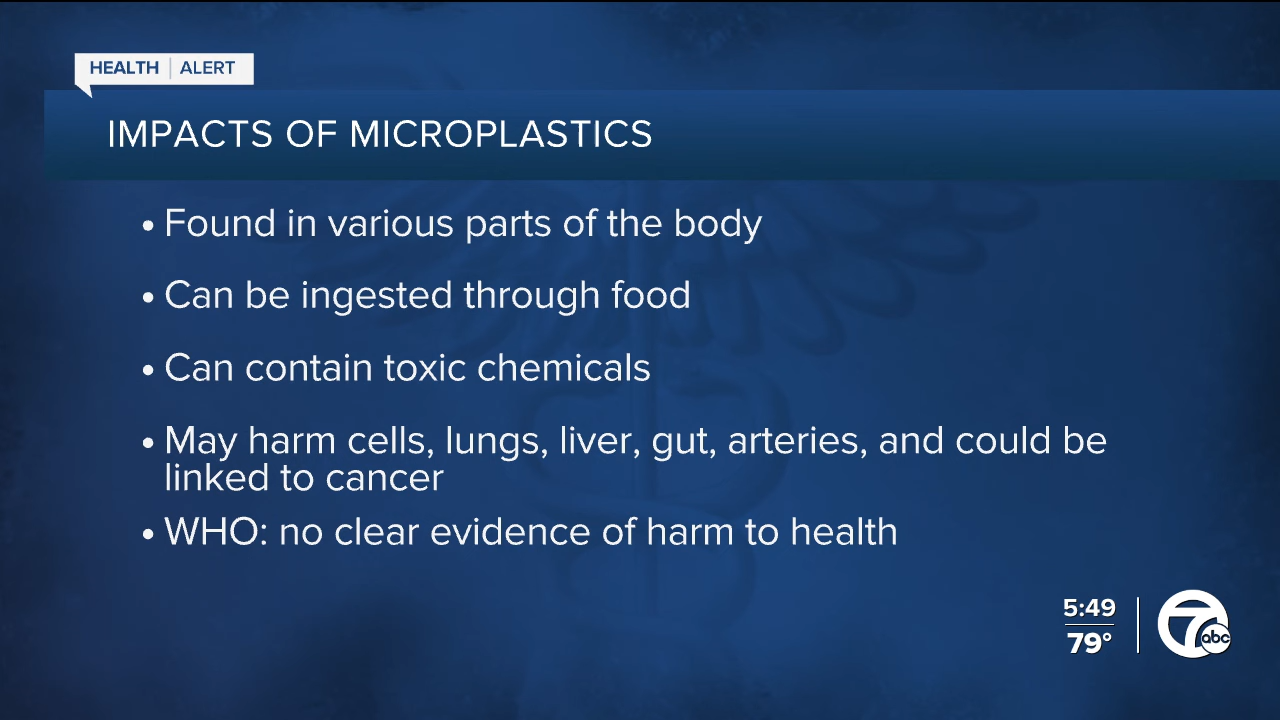 HEALTH | ALERT
IMPACTS OF MICROPLASTICS
• Found in various parts of the body
• Can be ingested through food
• Can contain toxic chemicals
• May harm cells, lungs, liver, gut, arteries, and could be
linked to cancer
• WHO: no clear evidence of harm to health
5:49
79°
7 abc